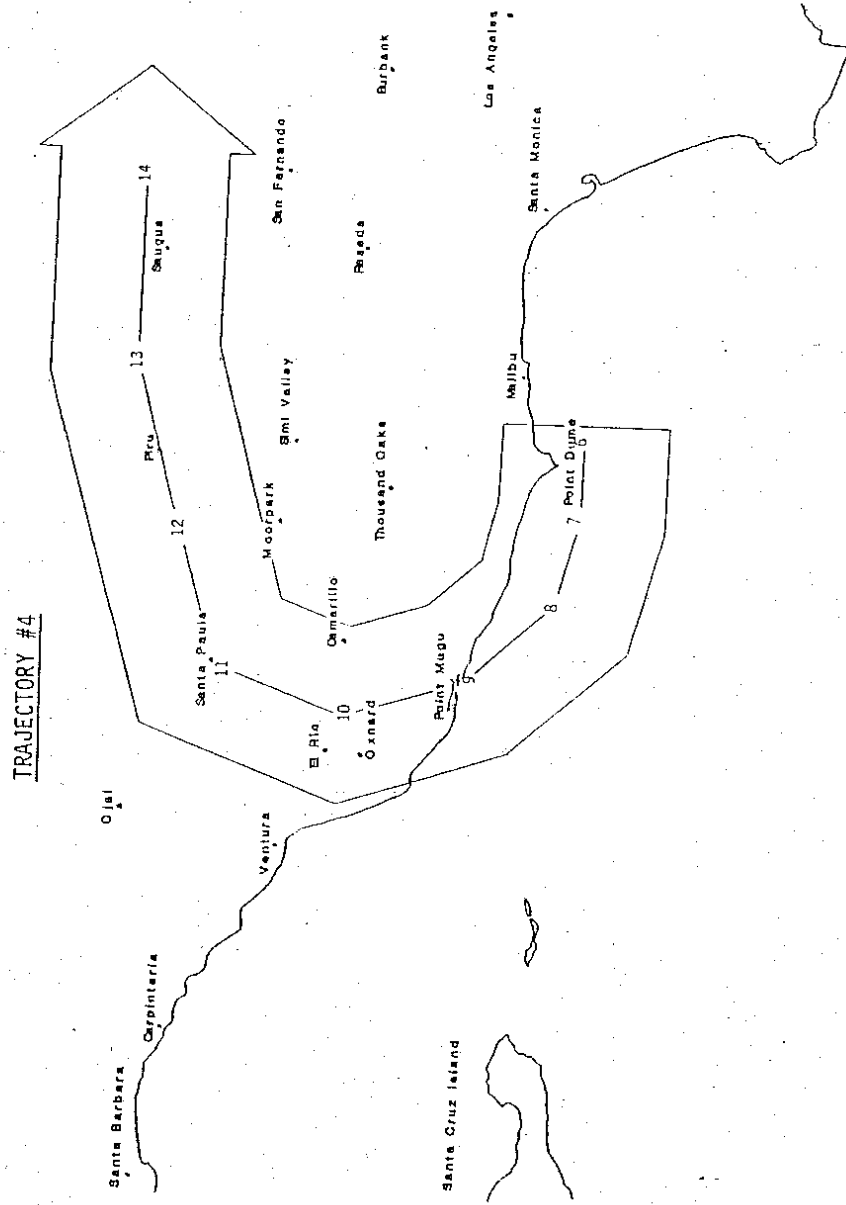 TRAJECTORY #4
Santa Barbara
Carpinteria
Ojai
Ventura
Santa Paula
Piru
Saugus
El Rio
Oxnard
Camarillo
Moorpark
Simi Valley
San Fernando
Thousand Oaks
Reseda
Burbank
Point Mugu
Point Dume
Malibu
Santa Monica
Los Angeles
Santa Cruz Island
6
7
8
9
10
11
12
13
14